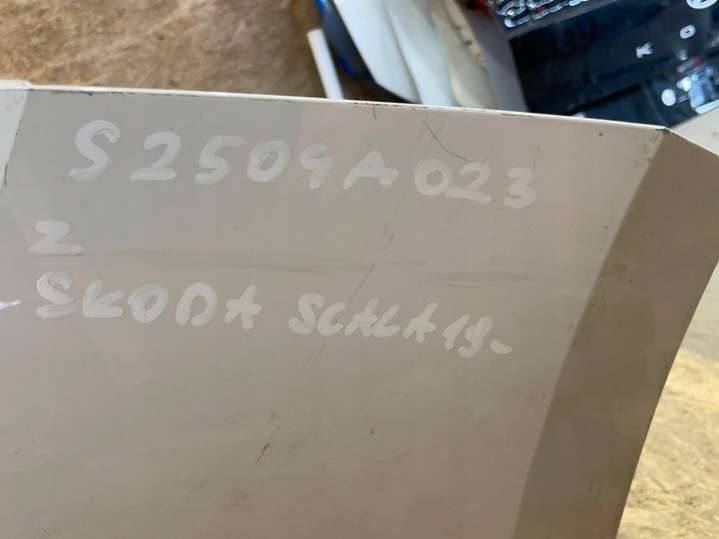 S2509A023
Z
SKODA SCALA 19-
K O